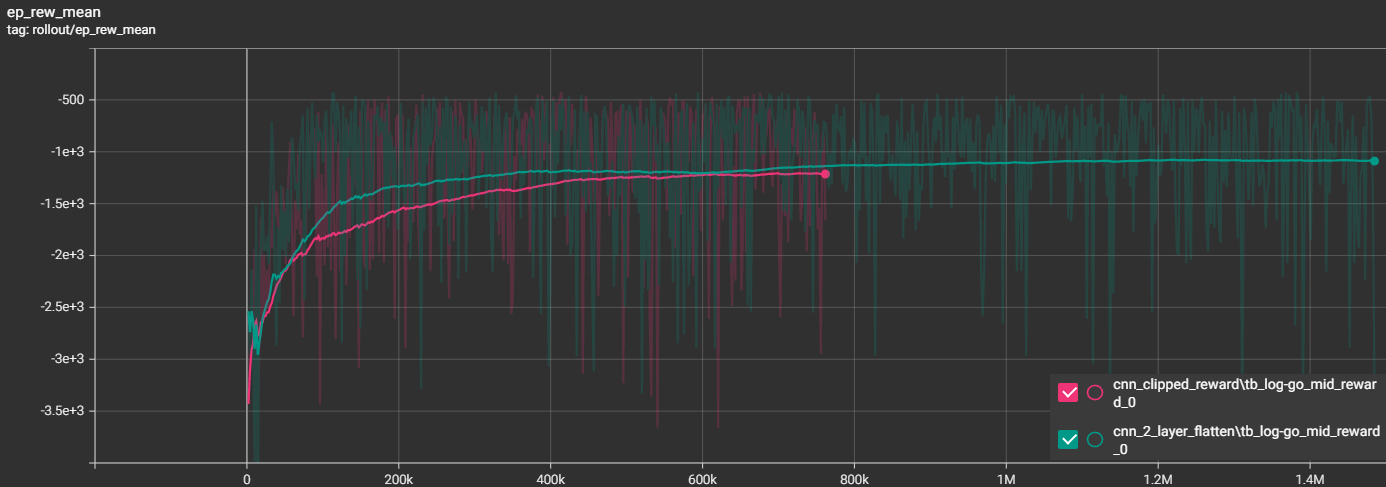 ep_rew_mean
tag: rollout/ep_rew_mean
-500
-1e+3
-1.5e+3
-2e+3
-2.5e+3
-3e+3
-3.5e+3
0
200k
400k
600k
800k
1M
1.2M
1.4M
cnn_clipped_reward\tb_log-go_mid_rewar
d_0
cnn_2_layer_flatten\tb_log-go_mid_reward
_0